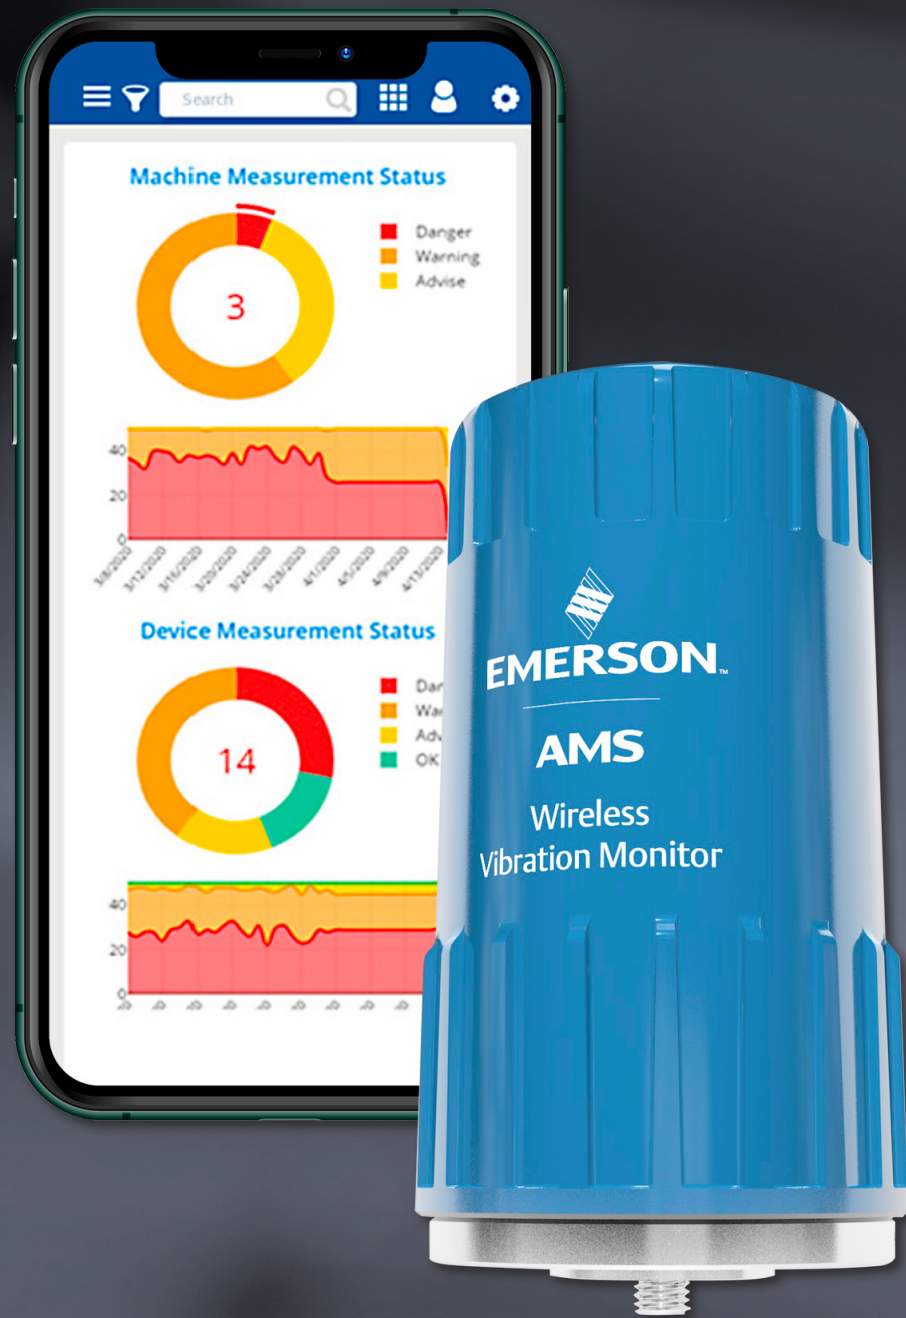 Search
Machine Measurement Status
Danger
Warning
Advise
3
40
20
0
3/8/2020
3/12/2020
3/16/2020
3/20/2020
3/24/2020
3/28/2020
4/1/2020
4/5/2020
4/9/2020
4/13/2020
Device Measurement Status
OK
14
40
20
0
EMERSON™
AMS
Wireless
Vibration Monitor